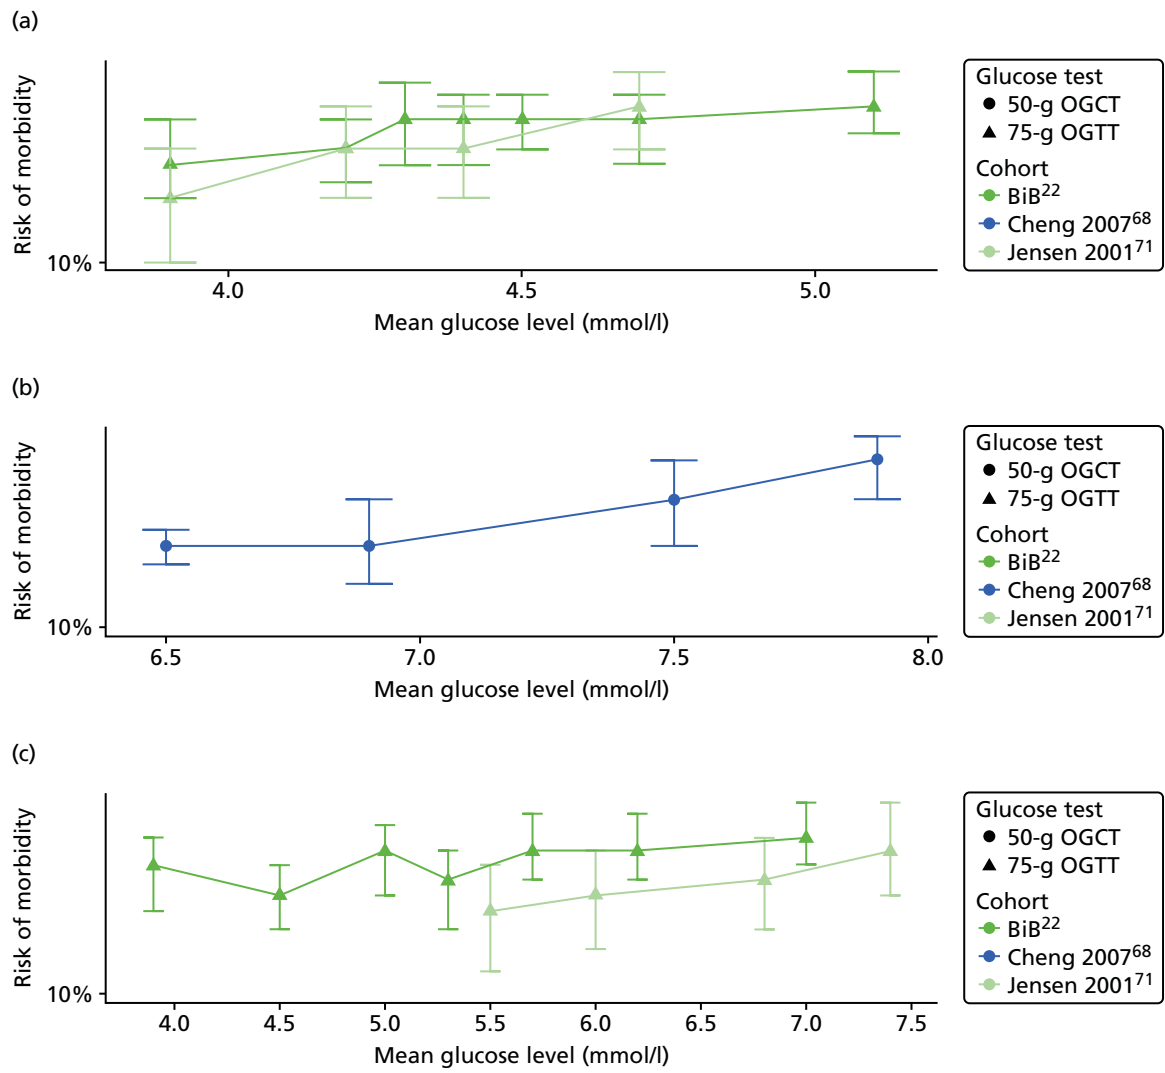 (a)
Risk of morbidity
10%
4.0 4.5 5.0
Mean glucose level (mmol/l)
Glucose test
50-g OGCT
75-g OGTT
Cohort
BiB22
Cheng 200768
Jensen 200171
(b)
Risk of morbidity
10%
6.5 7.0 7.5 8.0
Mean glucose level (mmol/l)
Glucose test
50-g OGCT
75-g OGTT
Cohort
BiB22
Cheng 200768
Jensen 200171
(c)
Risk of morbidity
10%
4.0 4.5 5.0 5.5 6.0 6.5 7.0 7.5
Mean glucose level (mmol/l)
Glucose test
50-g OGCT
75-g OGTT
Cohort
BiB22
Cheng 200768
Jensen 200171